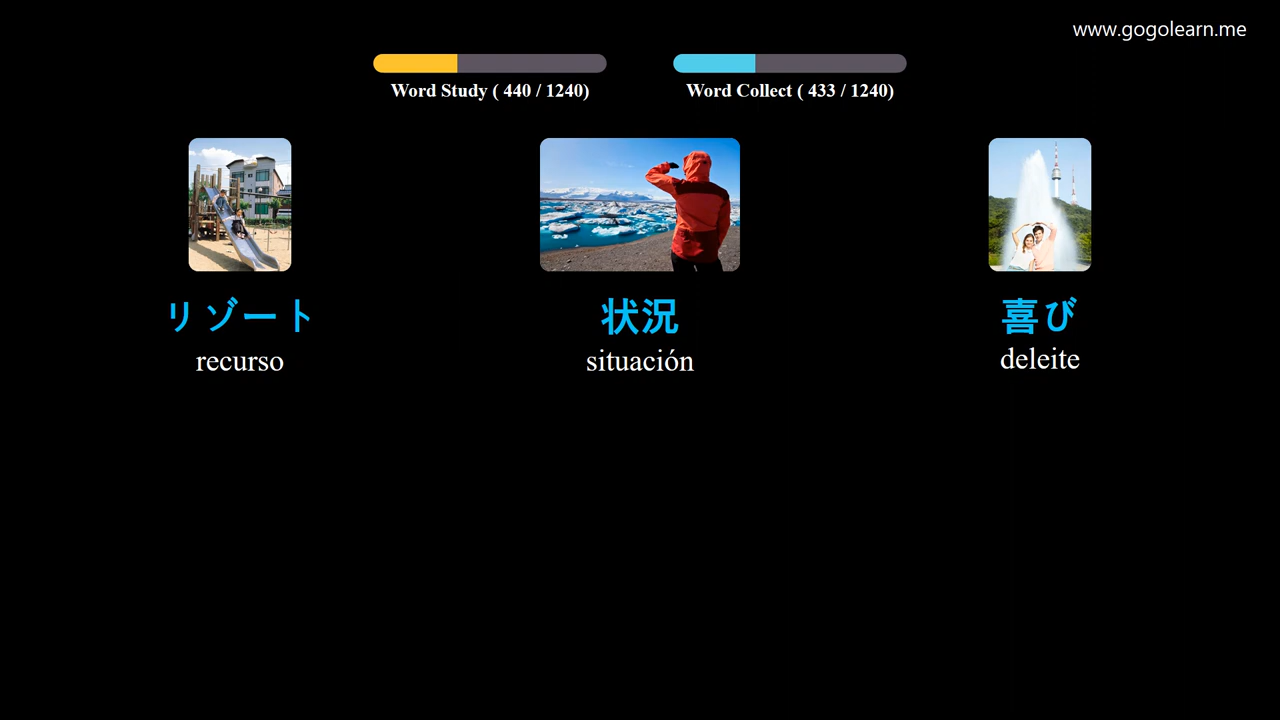 www.gogolearn.me
Word Study ( 440 / 1240)
Word Collect ( 433 / 1240)
リゾート
recurso
状況
situación
喜び
deleite